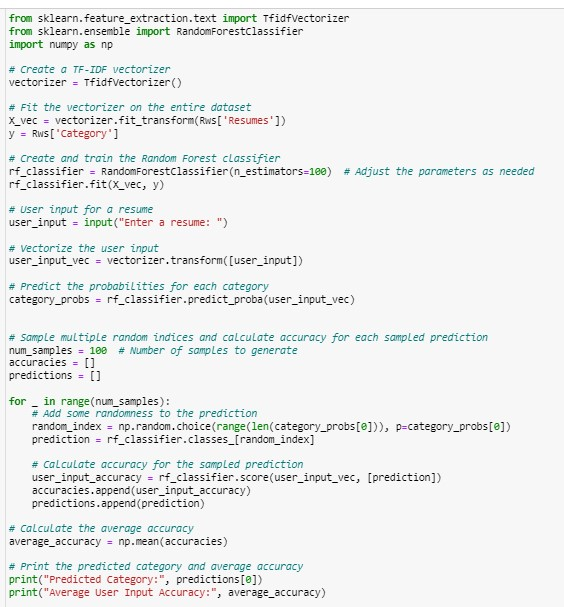 from sklearn.feature_extraction.text import TfidfVectorizer
from sklearn.ensemble import RandomForestClassifier
import numpy as np

# Create a TF-IDF vectorizer
vectorizer = TfidfVectorizer()

# Fit the vectorizer on the entire dataset
X_vec = vectorizer.fit_transform(Rws['Resumes'])
y = Rws['Category']

# Create and train the Random Forest classifier
rf_classifier = RandomForestClassifier(n_estimators=100)  # Adjust the parameters as needed
rf_classifier.fit(X_vec, y)

# User input for a resume
user_input = input("Enter a resume: ")

# Vectorize the user input
user_input_vec = vectorizer.transform([user_input])

# Predict the probabilities for each category
category_probs = rf_classifier.predict_proba(user_input_vec)


# Sample multiple random indices and calculate accuracy for each sampled prediction
num_samples = 100  # Number of samples to generate
accuracies = []
predictions = []

for _ in range(num_samples):
    # Add some randomness to the prediction
    random_index = np.random.choice(range(len(category_probs[0])), p=category_probs[0])
    prediction = rf_classifier.classes_[random_index]

    # Calculate accuracy for the sampled prediction
    user_input_accuracy = rf_classifier.score(user_input_vec, [prediction])
    accuracies.append(user_input_accuracy)
    predictions.append(prediction)

# Calculate the average accuracy
average_accuracy = np.mean(accuracies)

# Print the predicted category and average accuracy
print("Predicted Category:", predictions[0])
print("Average User Input Accuracy:", average_accuracy)